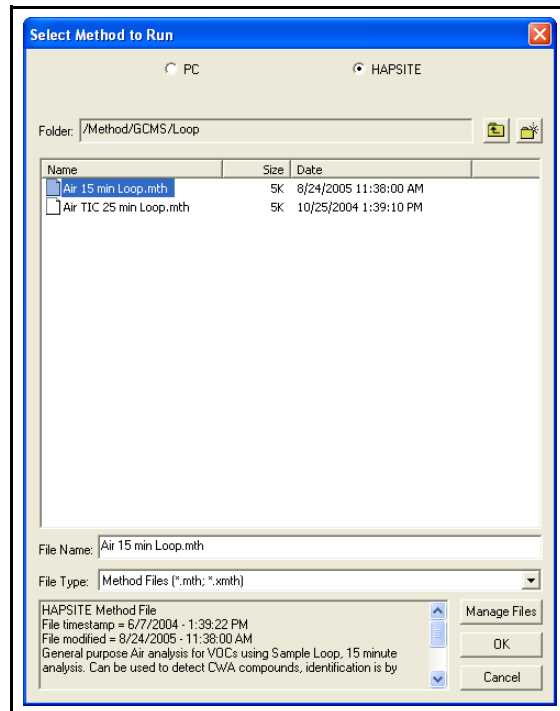 Select Method to Run
PC HAPSITE
Folder: /Method/GCMS/Loop
Name Size Date
Air 15 min Loop.mth 5K 8/24/2005 11:38:00 AM
Air TIC 25 min Loop.mth 5K 10/25/2004 1:39:10 PM
File Name: Air 15 min Loop.mth
File Type: Method Files (*.mth; *.xmth)
HAPSITE Method File
File timestamp = 6/7/2004 - 1:39:22 PM
File modified = 8/24/2005 - 11:38:00 AM
General purpose Air analysis for VOCs using Sample Loop, 15 minute
analysis. Can be used to detect CWA compounds, identification is by
Manage Files
OK
Cancel